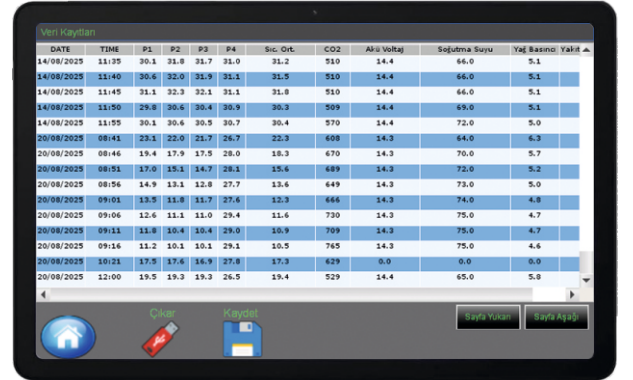 Veri Kayıtları
DATE TIME P1 P2 P3 P4 Sıc. Ort. CO2 Akü Voltaj Soğutma Suyu Yağ Basıncı Yakıt
14/08/2025 11:35 30.1 31.8 31.7 31.0 31.2 510 14.4 66.0 5.1
14/08/2025 11:40 30.6 32.0 31.9 31.1 31.5 510 14.4 66.0 5.1
14/08/2025 11:45 31.1 32.3 32.1 31.1 31.8 510 14.4 66.0 5.1
14/08/2025 11:50 29.8 30.6 30.4 30.9 30.3 509 14.4 69.0 5.1
14/08/2025 11:55 30.1 30.6 30.5 30.7 30.4 570 14.4 72.0 5.0
20/08/2025 08:41 23.1 22.0 21.7 26.7 22.3 608 14.3 64.0 6.3
20/08/2025 08:46 19.4 17.9 17.5 28.0 18.3 670 14.3 70.0 5.7
20/08/2025 08:51 17.0 15.1 14.7 28.1 15.6 689 14.3 72.0 5.2
20/08/2025 08:56 14.9 13.1 12.8 27.7 13.6 649 14.3 73.0 5.0
20/08/2025 09:01 13.5 11.8 11.7 27.6 12.3 666 14.3 74.0 4.8
20/08/2025 09:06 12.6 11.1 11.0 29.4 11.6 730 14.3 75.0 4.7
20/08/2025 09:11 11.8 10.4 10.4 29.0 10.9 709 14.3 75.0 4.7
20/08/2025 09:16 11.2 10.1 10.1 29.1 10.5 765 14.3 75.0 4.6
20/08/2025 10:21 17.5 17.6 16.9 27.8 17.3 629 0.0 0.0 0.0
20/08/2025 12:00 19.5 19.3 19.3 26.5 19.4 529 14.4 65.0 5.8
Çıkar Kaydet Sayfa Yukarı Sayfa Aşağı